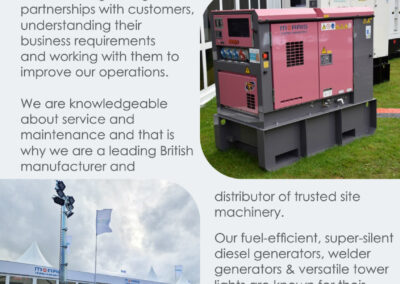 partnerships with customers,
understanding their
business requirements
and working with them to
improve our operations.
We are knowledgeable
about service and
maintenance and that is
why we are a leading British
manufacturer and
distributor of trusted site
machinery.
Our fuel-efficient, super-silent
diesel generators, welder
generators & versatile tower
lights are known for their
MORRIS
MORRIS